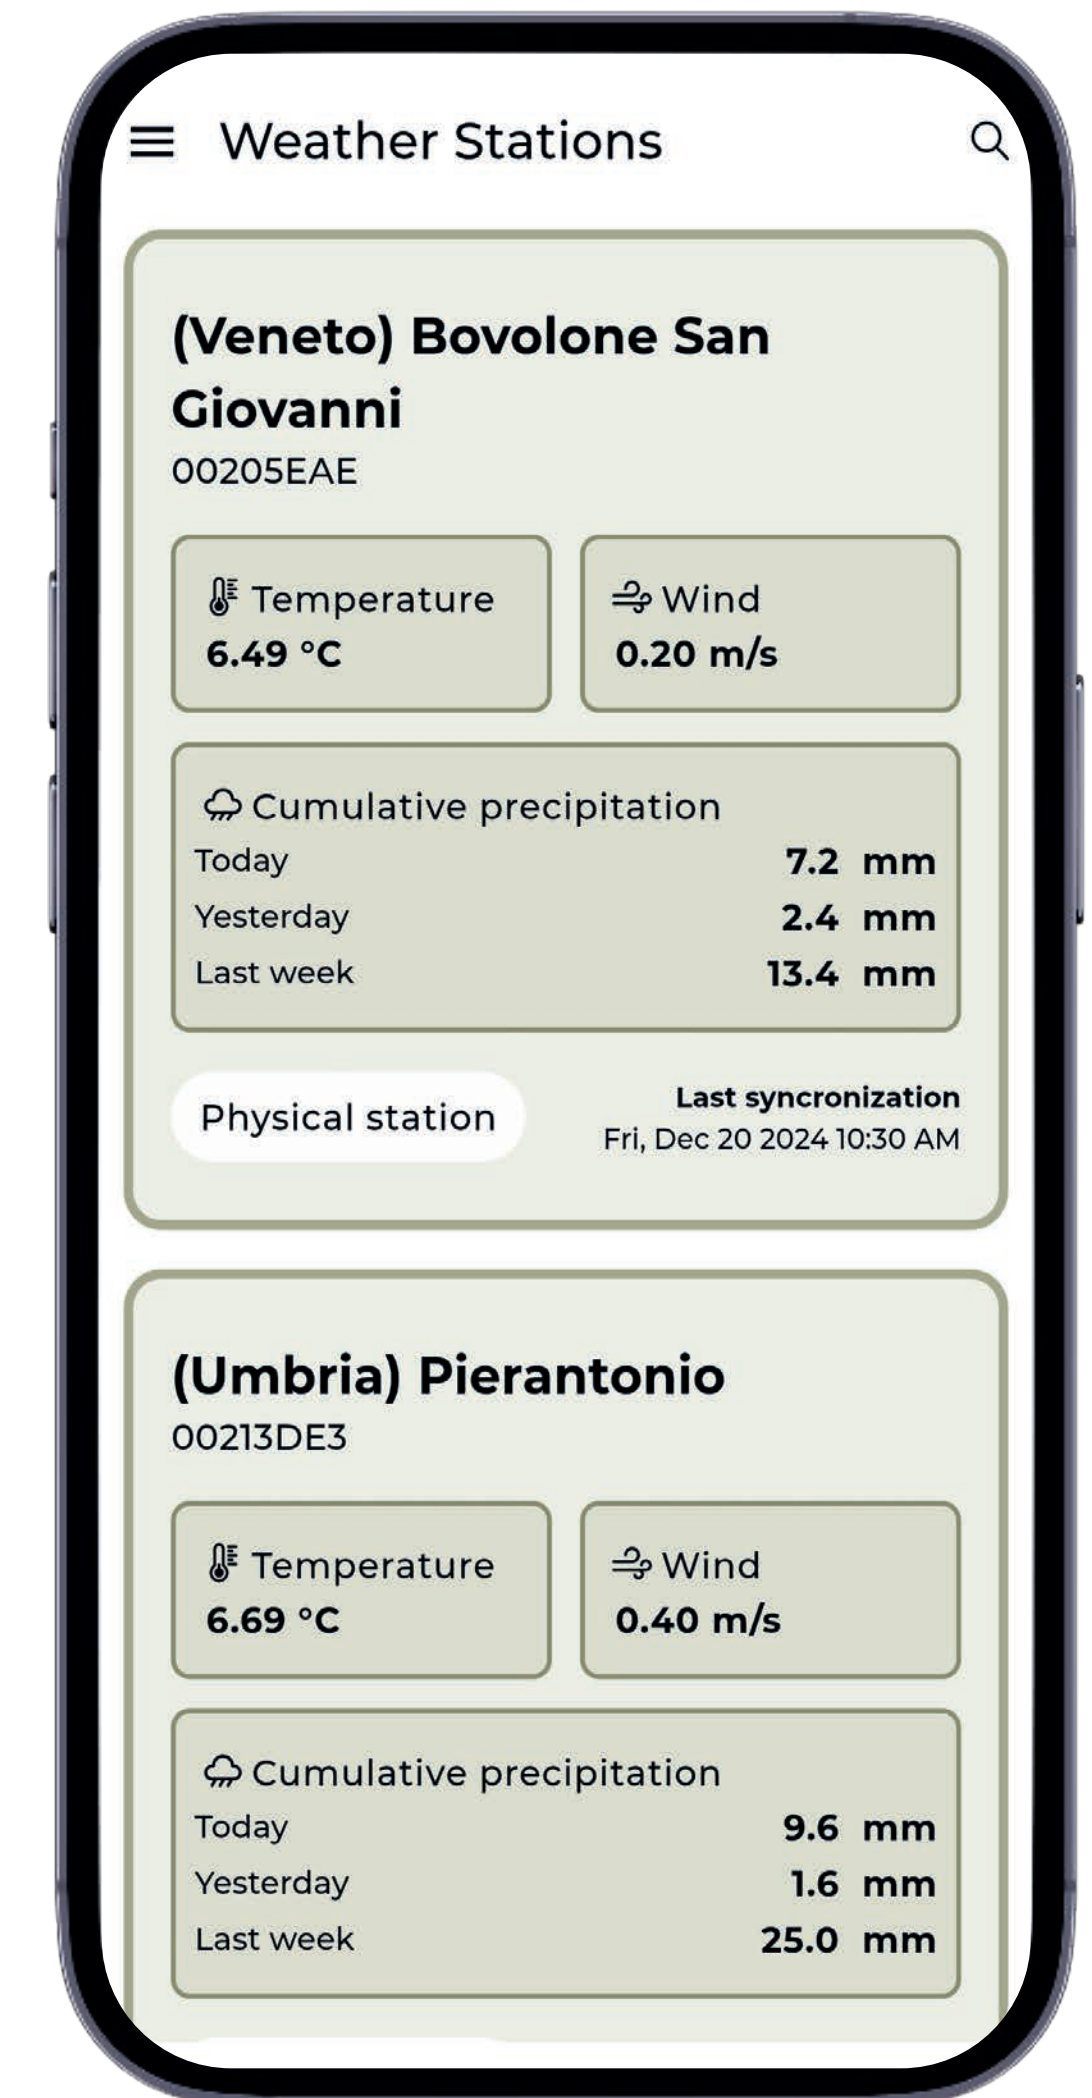 Weather Stations
(Veneto) Bovolone San
Giovanni
00205EAE
Temperature
6.49 °C
Wind
0.20 m/s
Cumulative precipitation
Today 7.2 mm
Yesterday 2.4 mm
Last week 13.4 mm
Physical station
Last syncronization
Fri, Dec 20 2024 10:30 AM
(Umbria) Pierantonio
00213DE3
Temperature
6.69 °C
Wind
0.40 m/s
Cumulative precipitation
Today 9.6 mm
Yesterday 1.6 mm
Last week 25.0 mm